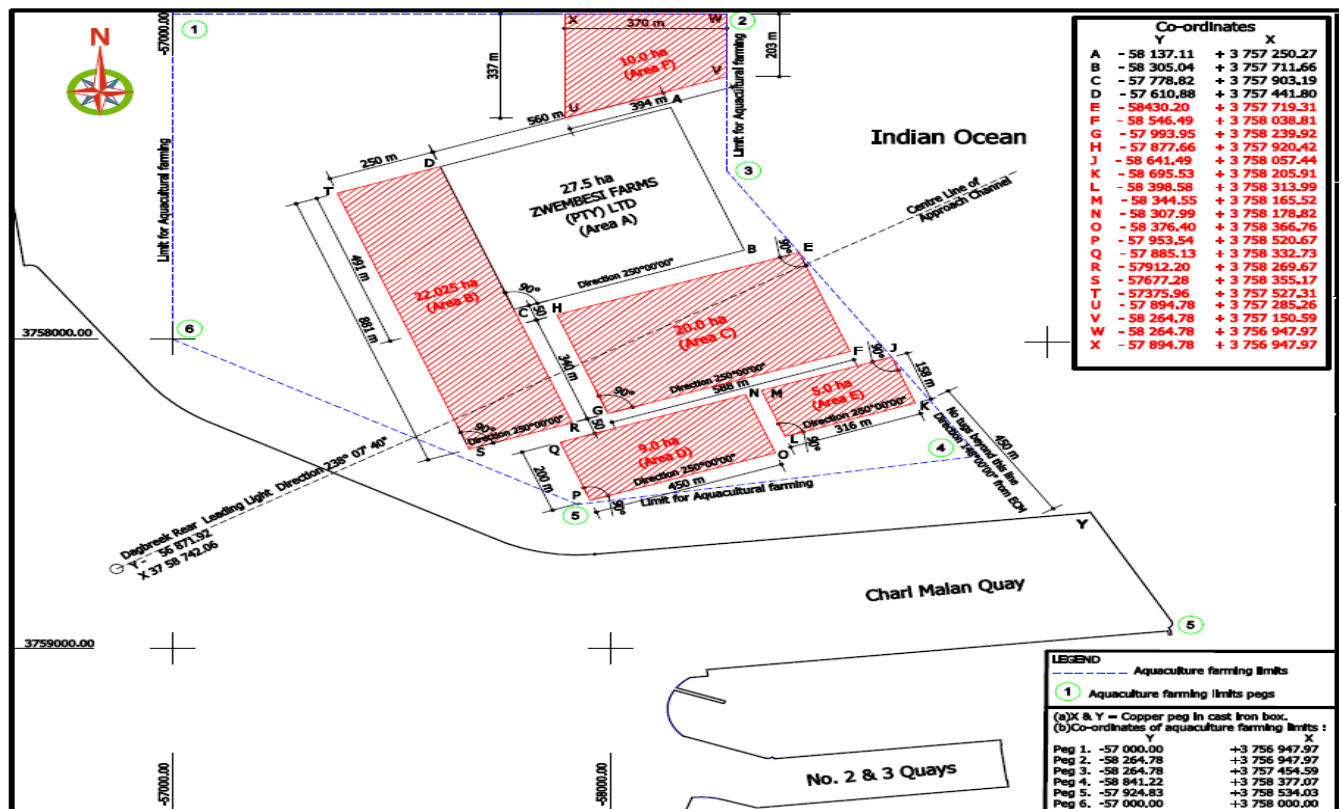 -57000.00
1
X
370 m
W
2
N
337 m
10.0 ha
(Area F)
203 m
V
U
394 m
A
560 m
Limit for Aquacultural farming
Indian Ocean
250 m
D
T
3
27.5 ha
ZWEMBESI FARMS
(PTY) LTD
(Area A)
Centre Line of
Approach Channel
Limit for Aquacultural farming
491 m
881 m
B
90°
E
Direction 250°00'00"
22.025 ha
(Area B)
90°
C
50
H
6
3758000.00
20.0 ha
(Area C)
340 m
F
J
90°
158 m
Direction 250°00'00"
588 m
90°
G
N
M
5.0 ha
(Area E)
Direction 250°00'00"
K
90°
Direction 250°00'00"
S
R
50
L
90°
316 m
No tugs beyond this line
Direction 148°00'00" from ECM
450 m
4
Q
9.0 ha
(Area D)
Direction 250°00'00"
O
200 m
P
450 m
90°
Limit for Aquacultural farming
5
Dagbreek Rear Leading Light Direction 238° 07' 40"
Y - 56 871.92
X 37 58 742.06
Y
Charl Malan Quay
5
3759000.00
-57000.00
-58000.00
No. 2 & 3 Quays
Co-ordinates
Y X
A - 58 137.11 + 3 757 250.27
B - 58 305.04 + 3 757 711.66
C - 57 778.82 + 3 757 903.19
D - 57 610.88 + 3 757 441.80
E - 58430.20 + 3 757 719.31
F - 58 546.49 + 3 758 038.81
G - 57 993.95 + 3 758 239.92
H - 57 877.66 + 3 757 920.42
J - 58 641.49 + 3 758 057.44
K - 58 695.53 + 3 758 205.91
L - 58 398.58 + 3 758 313.99
M - 58 344.55 + 3 758 165.52
N - 58 307.99 + 3 758 178.82
O - 58 376.40 + 3 758 366.76
P - 57 953.54 + 3 758 520.67
Q - 57 885.13 + 3 758 332.73
R - 57912.20 + 3 758 269.67
S - 57677.28 + 3 758 355.17
T - 57375.96 + 3 757 527.31
U - 57 894.78 + 3 757 285.26
V - 58 264.78 + 3 757 150.59
W - 58 264.78 + 3 756 947.97
X - 57 894.78 + 3 756 947.97
LEGEND
Aquaculture farming limits
1 Aquaculture farming limits pegs
(a)X & Y = Copper peg in cast iron box.
(b)Co-ordinates of aquaculture farming limits :
Y X
Peg 1. -57 000.00 +3 756 947.97
Peg 2. -58 264.78 +3 756 947.97
Peg 3. -58 264.78 +3 757 454.59
Peg 4. -58 841.22 +3 758 377.07
Peg 5. -57 924.83 +3 758 534.03
Peg 6. -57 000.00 +3 758 000.00